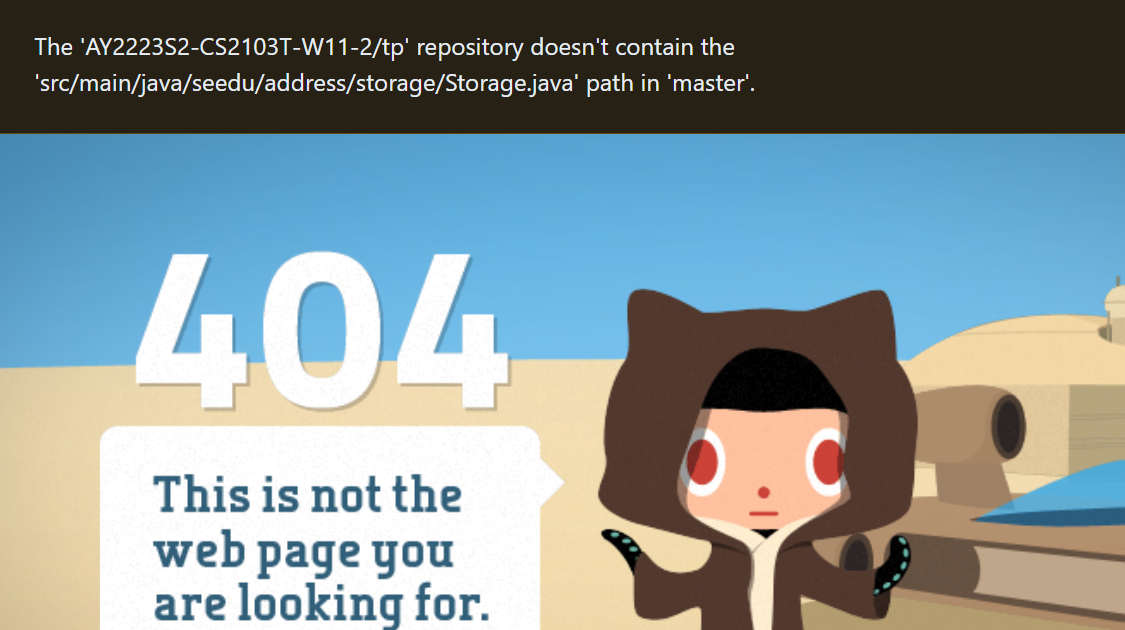 The 'AY2223S2-CS2103T-W11-2/tp' repository doesn't contain the
'src/main/java/seedu/address/storage/Storage.java' path in 'master'.
404
This is not the
web page you
are looking for.